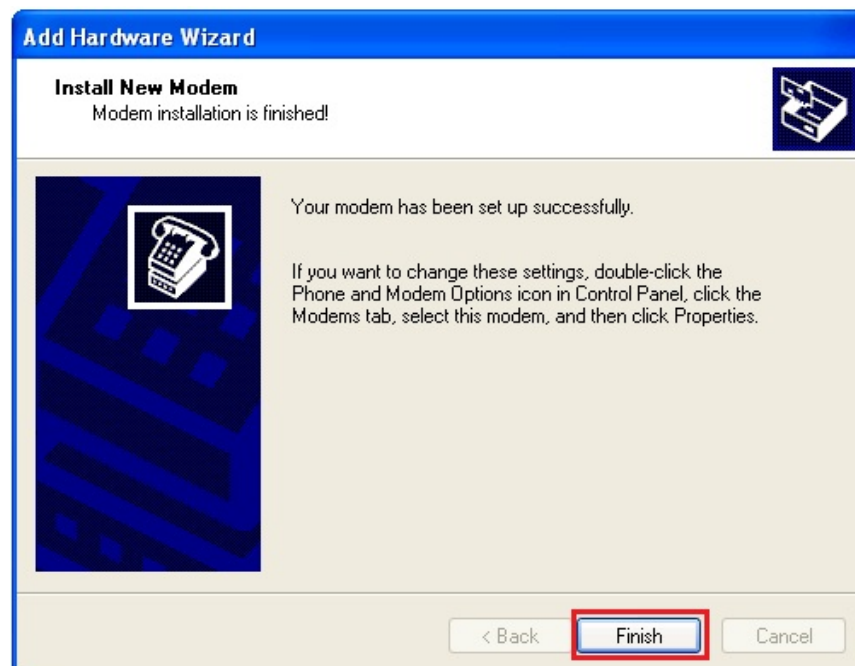 Add Hardware Wizard
Install New Modem
Modem installation is finished!
Your modem has been set up successfully.
If you want to change these settings, double-click the
Phone and Modem Options icon in Control Panel, click the
Modems tab, select this modem, and then click Properties.
< Back Finish Cancel